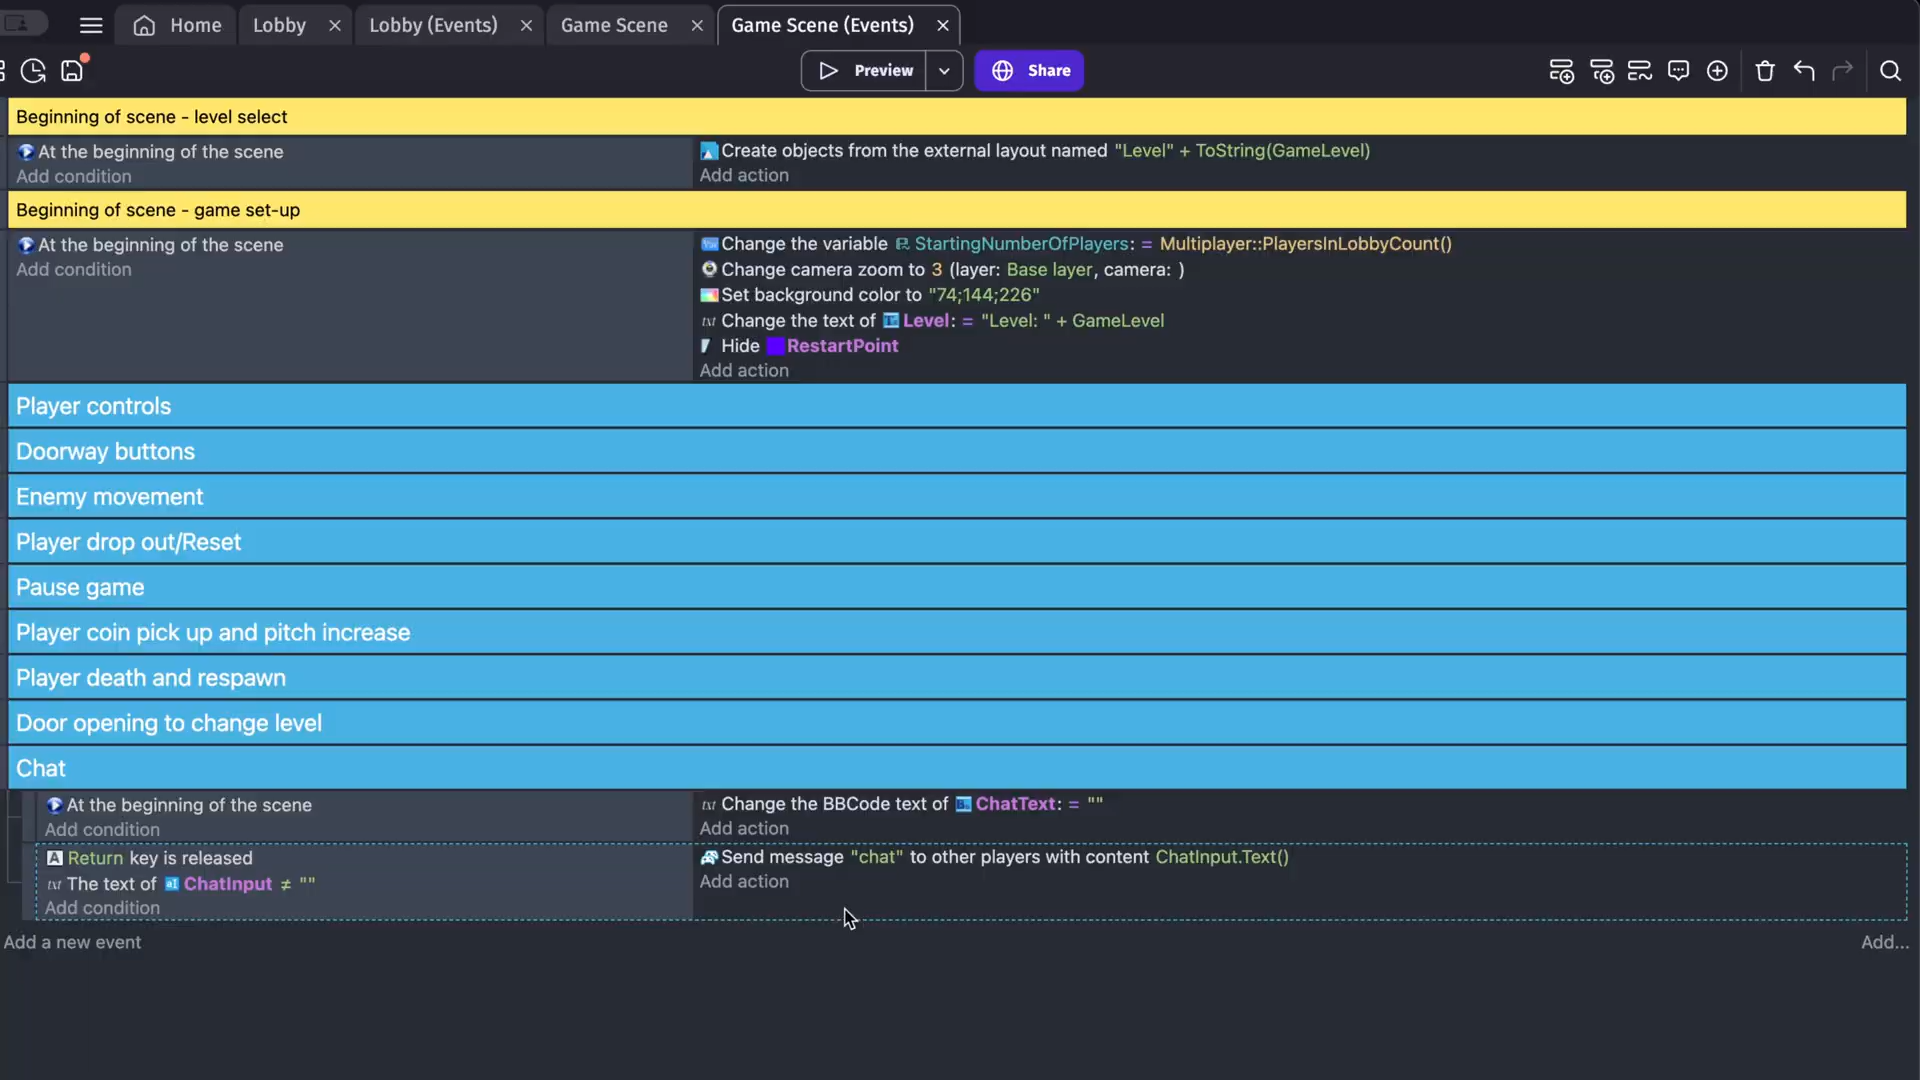 Home
Lobby
Lobby (Events)
Game Scene
Game Scene (Events)
Preview
Share
Beginning of scene - level select
At the beginning of the scene
Add condition
Create objects from the external layout named "Level" + ToString(GameLevel)
Add action
Beginning of scene - game set-up
At the beginning of the scene
Add condition
Change the variable StartingNumberOfPlayers: = Multiplayer::PlayersInLobbyCount()
Change camera zoom to 3 (layer: Base layer, camera: )
Set background color to "74;144;226"
Change the text of Level: = "Level: " + GameLevel
Hide RestartPoint
Add action
Player controls
Doorway buttons
Enemy movement
Player drop out/Reset
Pause game
Player coin pick up and pitch increase
Player death and respawn
Door opening to change level
Chat
At the beginning of the scene
Add condition
Change the BBCode text of ChatText: = ""
Add action
Return key is released
The text of ChatInput ≠ ""
Add condition
Send message "chat" to other players with content ChatInput.Text()
Add action
Add a new event
Add...